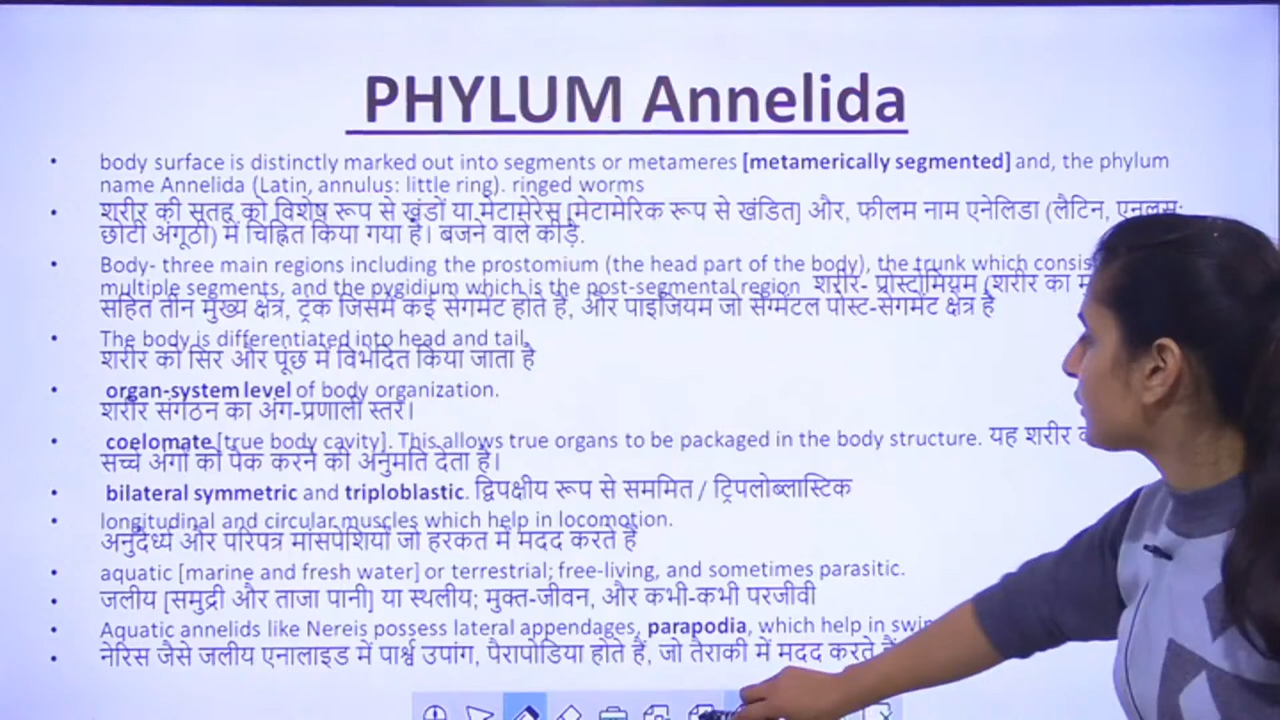 PHYLUM Annelida
• body surface is distinctly marked out into segments or metameres [metamerically segmented] and, the phylum
name Annelida (Latin, annulus: little ring). ringed worms
• शरीर की सतह को विशेष रूप से खंडों या मेटामेरेस [मेटामेरिक रूप से खंडित] और, फीलम नाम एनेलिडा (लैटिन, एनलस:
छोटी अंगूठी) में चिह्नित किया गया है। बजने वाले कीड़े.
• Body- three main regions including the prostomium (the head part of the body), the trunk which
multiple segments, and the pygidium which is the post-segmental region शरीर- प्रोस्टोमियम (शरीर का
सहित तीन मुख्य क्षेत्र, ट्रंक जिसमें कई सेगमेंट होते हैं, और पाइजियम जो सेग्मेंटल पोस्ट-सेगमेंट क्षेत्र है
• The body is differentiated into head and tail.
शरीर को सिर और पूंछ में विभेदित किया जाता है
• organ-system level of body organization.
शरीर संगठन का अंग-प्रणाली स्तर।
• coelomate [true body cavity]. This allows true organs to be packaged in the body structure. यह शरीर
सच्चे अंगों को पैक करने की अनुमति देता है।
• bilateral symmetric and triploblastic. द्विपक्षीय रूप से सममित / ट्रिपलोब्लास्टिक
• longitudinal and circular muscles which help in locomotion.
अनुदैर्ध्य और परिपत्र मांसपेशियां जो हरकत में मदद करते हैं
• aquatic [marine and fresh water] or terrestrial; free-living, and sometimes parasitic.
• जलीय [समुद्री और ताजा पानी] या स्थलीय; मुक्त-जीवन, और कभी-कभी परजीवी
• Aquatic annelids like Nereis possess lateral appendages, parapodia, which help in
• नेरिस जैसे जलीय एनालाइड में पार्श्व उपांग, पैरापोडिया होते हैं, जो तैराकी में मदद करते